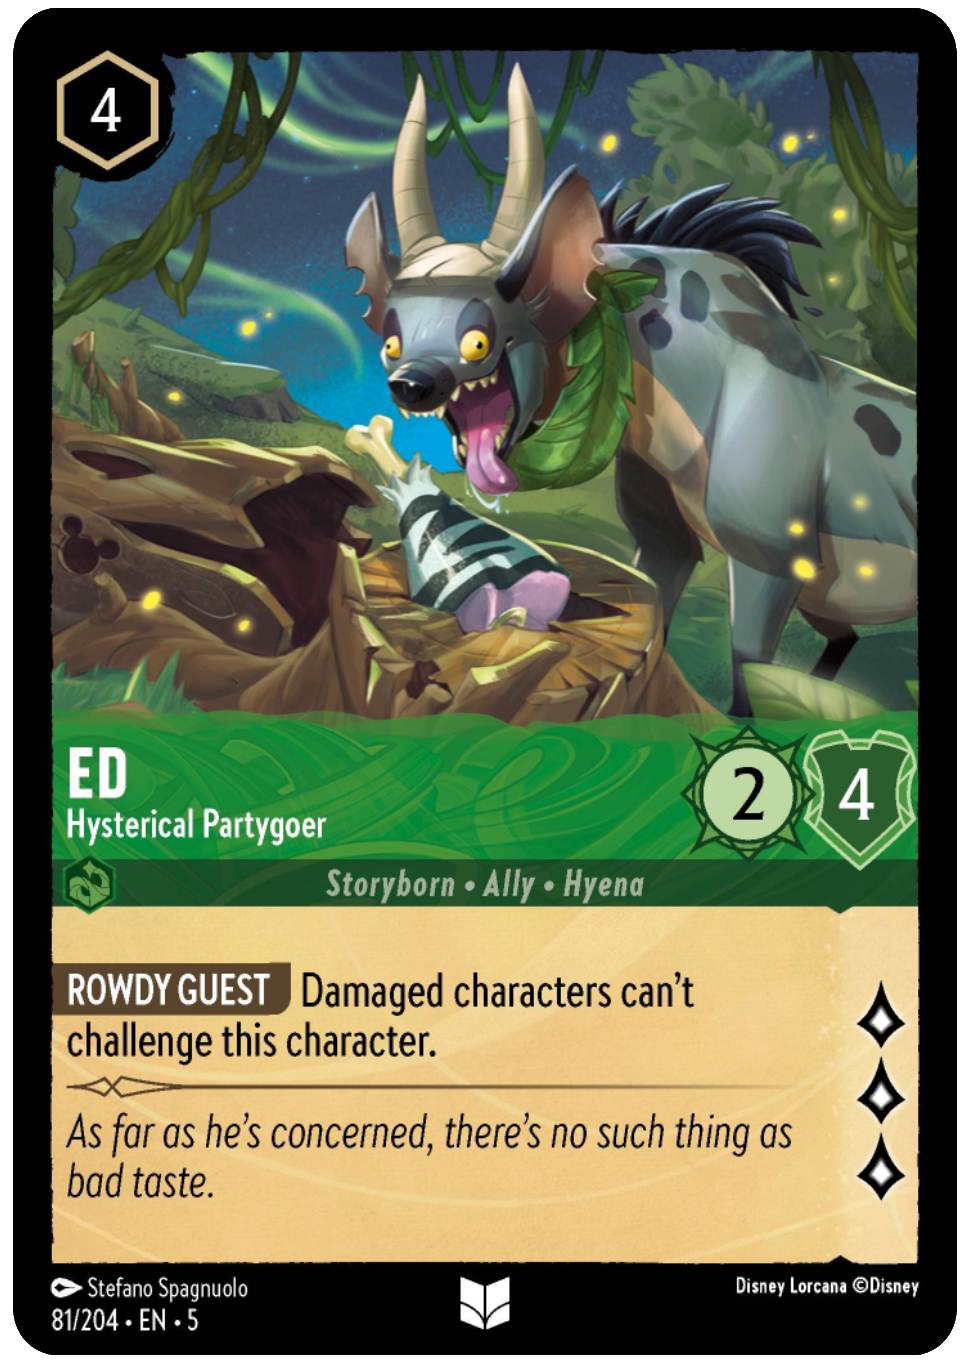 4
ED
Hysterical Partygoer
2
4
Storyborn • Ally • Hyena
ROWDY GUEST Damaged characters can't
challenge this character.
As far as he's concerned, there's no such thing as
bad taste.
Stefano Spagnuolo
Disney Lorcana ©Disney
81/204 • EN • 5